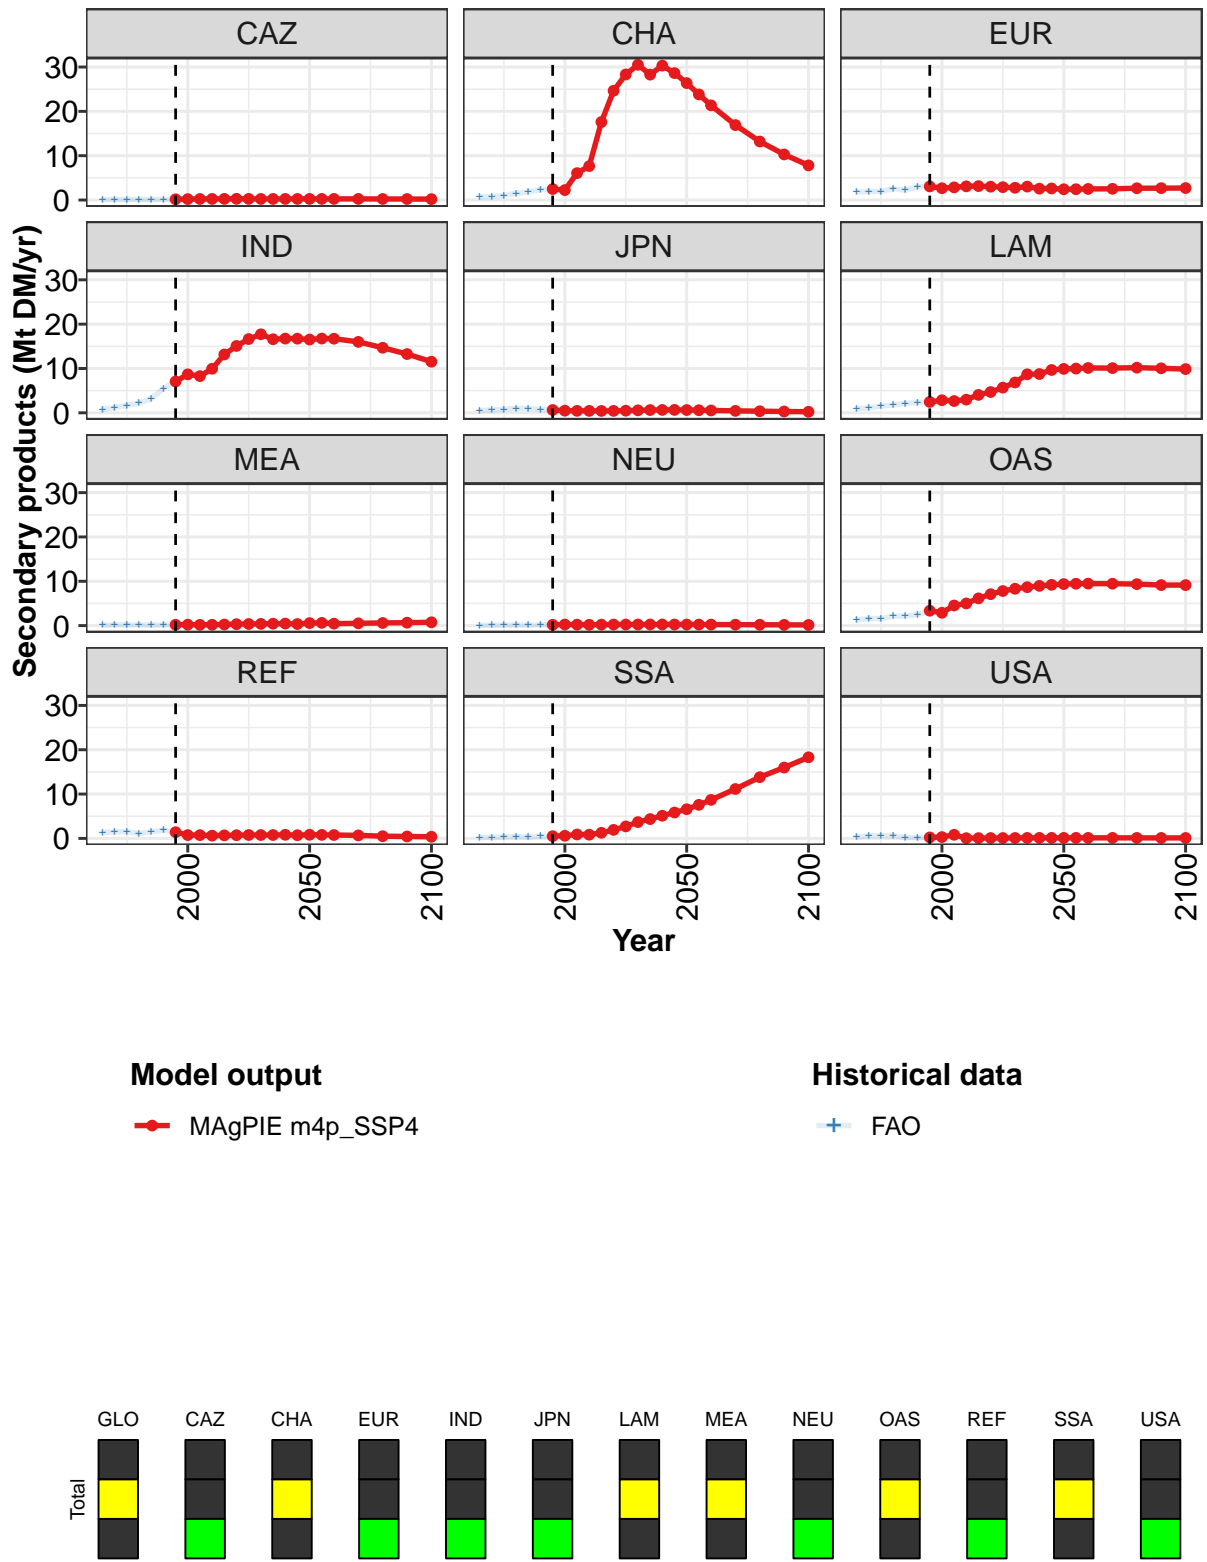 CAZ CHA EUR
30
20
10
0
IND JPN LAM
30
20
10
0
MEA NEU OAS
30
20
10
0
REF SSA USA
30
20
10
0
2000 2050 2100 2000 2050 2100 2000 2050 2100
Secondary products (Mt DM/yr)
Year
Model output
MAgPIE m4p_SSP4
Historical data
FAO
GLO CAZ CHA EUR IND JPN LAM MEA NEU OAS REF SSA USA
Total